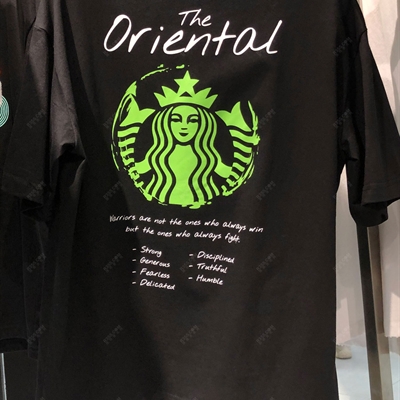 The
Oriental
Warriors are not the ones who always win
but the ones who always fight.
- Strong
- Generous
- Fearless
- Delicated
- Disciplined
- Truthful
- Humble